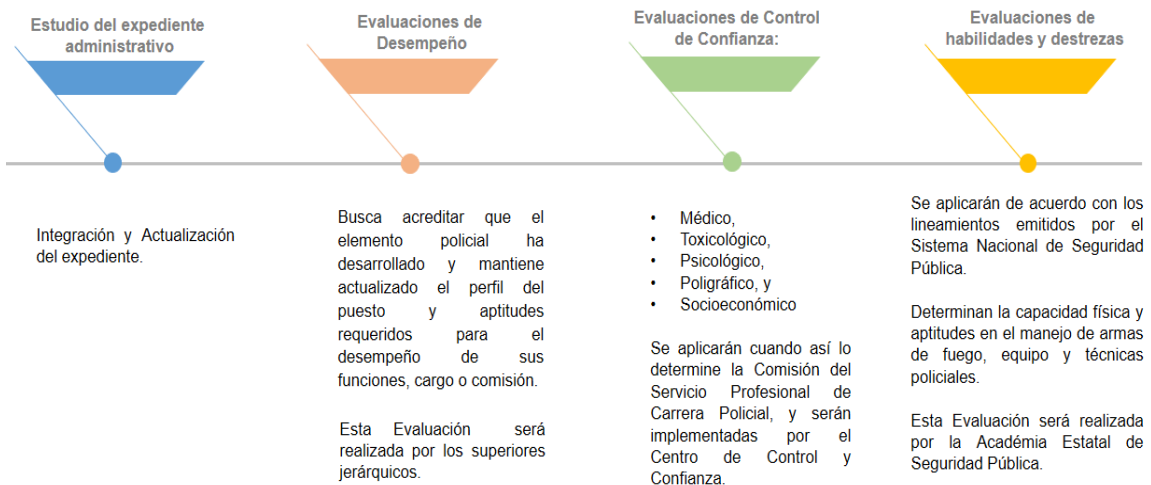 Estudio del expediente
administrativo
Integración y Actualización
del expediente.
Evaluaciones de
Desempeño
Busca acreditar que el
elemento policial ha
desarrollado y mantiene
actualizado el perfil del
puesto y aptitudes
requeridos para el
desempeño de sus
funciones, cargo o comisión.
Esta Evaluación será
realizada por los superiores
jerárquicos.
Evaluaciones de Control
de Confianza:
• Médico,
• Toxicológico,
• Psicológico,
• Poligráfico, y
• Socioeconómico
Se aplicarán cuando así lo
determine la Comisión del
Servicio Profesional de
Carrera Policial, y serán
implementadas por el
Centro de Control y
Confianza.
Evaluaciones de
habilidades y destrezas
Se aplicarán de acuerdo con los
lineamientos emitidos por el
Sistema Nacional de Seguridad
Pública.
Determinan la capacidad física y
aptitudes en el manejo de armas
de fuego, equipo y técnicas
policiales.
Esta Evaluación será realizada
por la Académia Estatal de
Seguridad Pública.